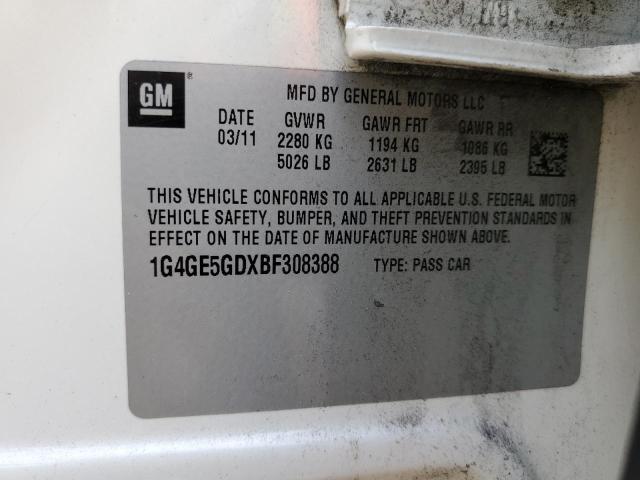 GM ®
MFD BY GENERAL MOTORS LLC
DATE GVWR GAWR FRT GAWR RR
03/11 2280 KG 1194 KG 1086 KG
5026 LB 2631 LB 2395 LB
THIS VEHICLE CONFORMS TO ALL APPLICABLE U.S. FEDERAL MOTOR
VEHICLE SAFETY, BUMPER, AND THEFT PREVENTION STANDARDS IN
EFFECT ON THE DATE OF MANUFACTURE SHOWN ABOVE.
1G4GE5GDXBF308388 TYPE: PASS CAR